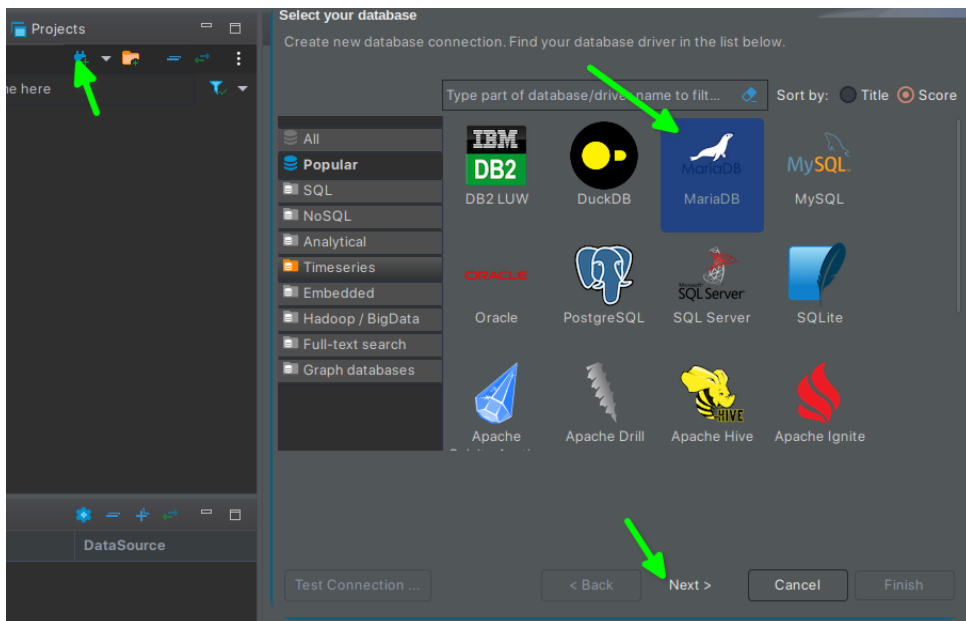 Projects
ne here
DataSource
Select your database
Create new database connection. Find your database driver in the list below.
Type part of database/driver name to filt...
Sort by:
Title
Score
All
Popular
SQL
NoSQL
Analytical
Timeseries
Embedded
Hadoop / BigData
Full-text search
Graph databases
IBM
DB2
DB2 LUW
DuckDB
MariaDB
MariaDB
MySQL
MySQL
ORACLE
Oracle
PostgreSQL
Microsoft
SQL Server
SQL Server
SQLite
Apache
Apache Drill
HIVE
Apache Hive
Apache Ignite
Test Connection ...
< Back
Next >
Cancel
Finish